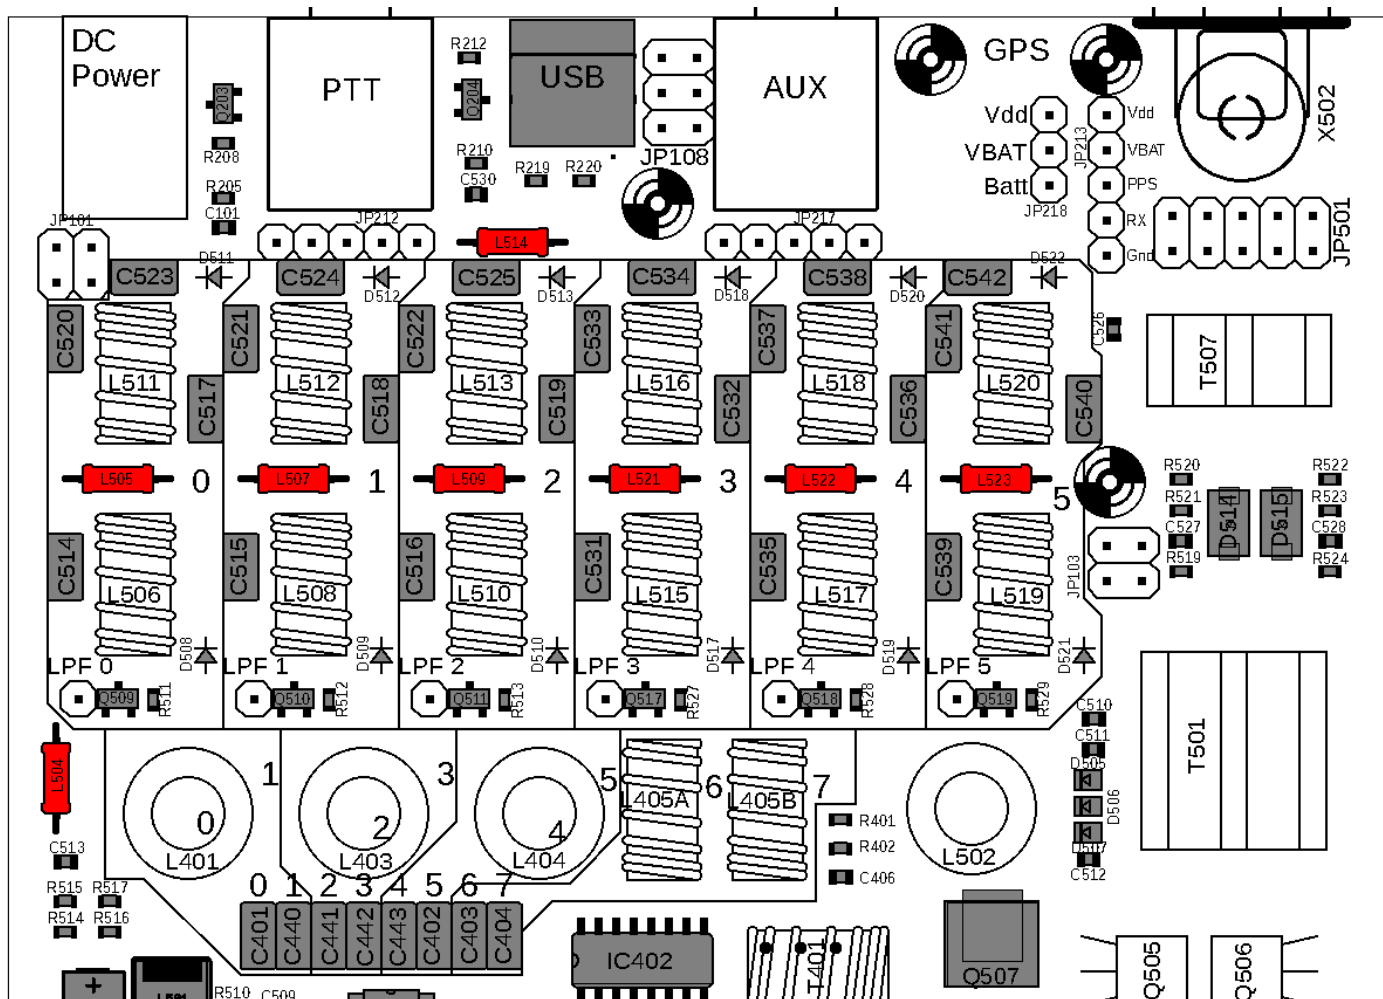 DC
Power
PTT
R212
Q204
USB
AUX
GPS
X502
Q203
R208
R210
C530
R219
R220
JP108
Vdd
VBAT
Batt
JP218
JP213
Vdd
VBAT
PPS
RX
Gnd
R205
C101
JP101
JP212
L514
JP217
JP501
D511
D512
D513
D518
D520
D522
C523
C524
C525
C534
C538
C542
C520
C521
C522
C533
C537
C541
C526
L511
L512
L513
L516
L518
L520
T507
C517
C518
C519
C532
C536
C540
L505
0
L507
1
L509
2
L521
3
L522
4
L523
5
R520
R521
C527
R519
D514
D515
R522
R523
C528
R524
C514
C515
C516
C531
C535
C539
JP103
L506
L508
L510
L515
L517
L519
D508
D509
D510
D517
D519
D521
LPF 0
LPF 1
LPF 2
LPF 3
LPF 4
LPF 5
Q509
R511
Q510
R512
Q511
R513
Q517
R527
Q518
R528
Q519
R529
C510
C511
D505
D506
D507
C512
T501
L504
1
3
5
6
7
0
2
4
L401
L403
L404
L405A
L405B
L502
R401
R402
C406
C513
R515
R517
R514
R516
0
1
2
3
4
5
6
7
C401
C440
C441
C442
C443
C402
C403
C404
IC402
T401
Q507
Q505
Q506
+
L501
R510
C509